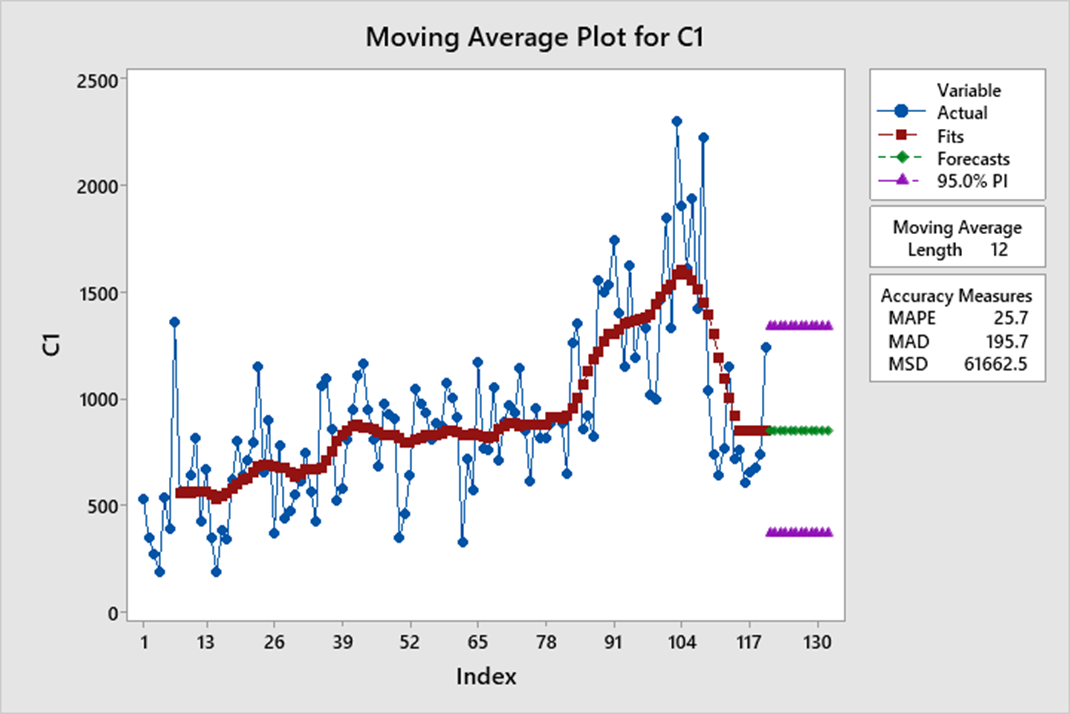 Moving Average Plot for C1
2500
2000
1500
1000
500
0
C1
1 13 26 39 52 65 78 91 104 117 130
Index
Variable
Actual
Fits
Forecasts
95.0% PI
Moving Average
Length 12
Accuracy Measures
MAPE 25.7
MAD 195.7
MSD 61662.5